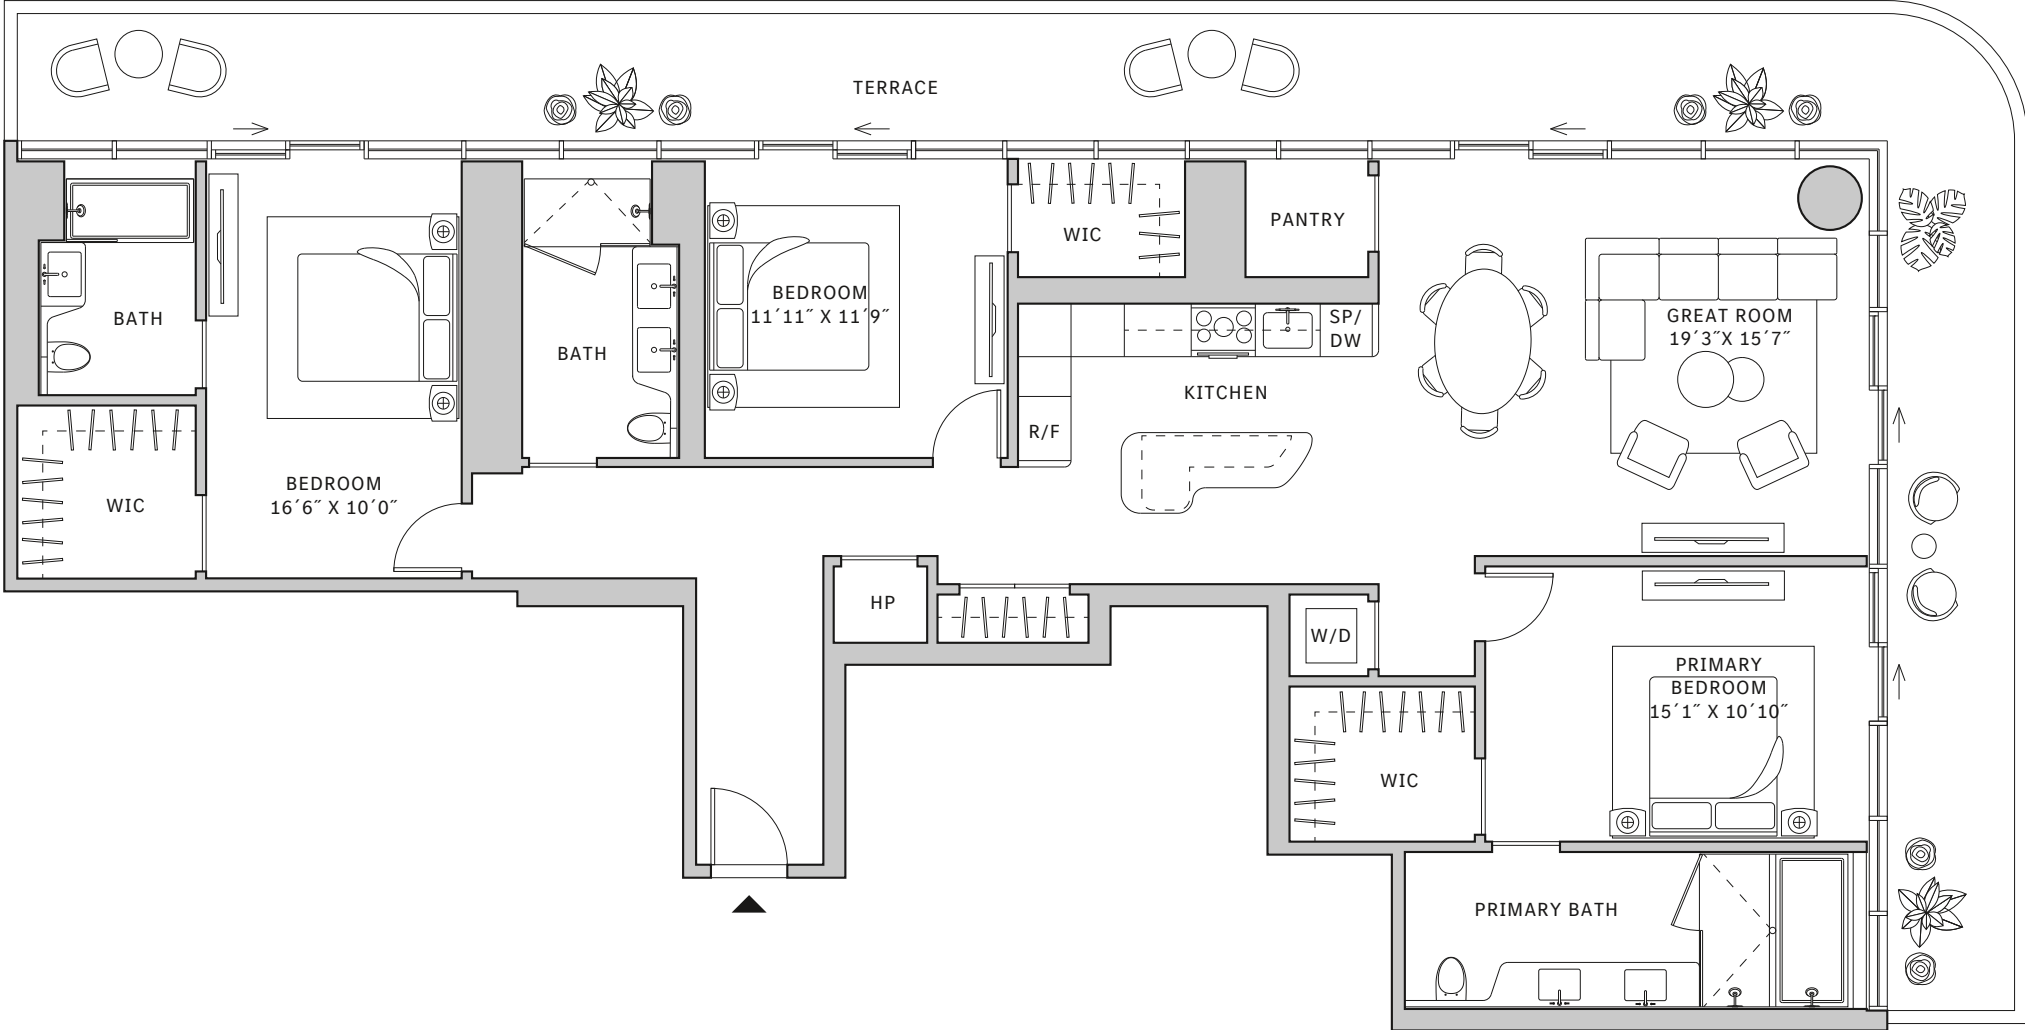 TERRACE
BATH
WIC
BEDROOM
16´6˝ X 10´0˝
BATH
BEDROOM
11´11˝ X 11´9˝
WIC
PANTRY
SP/
DW
KITCHEN
R/F
GREAT ROOM
19´3˝X 15´7˝
HP
W/D
WIC
PRIMARY
BEDROOM
15´1˝ X 10´10˝
PRIMARY BATH